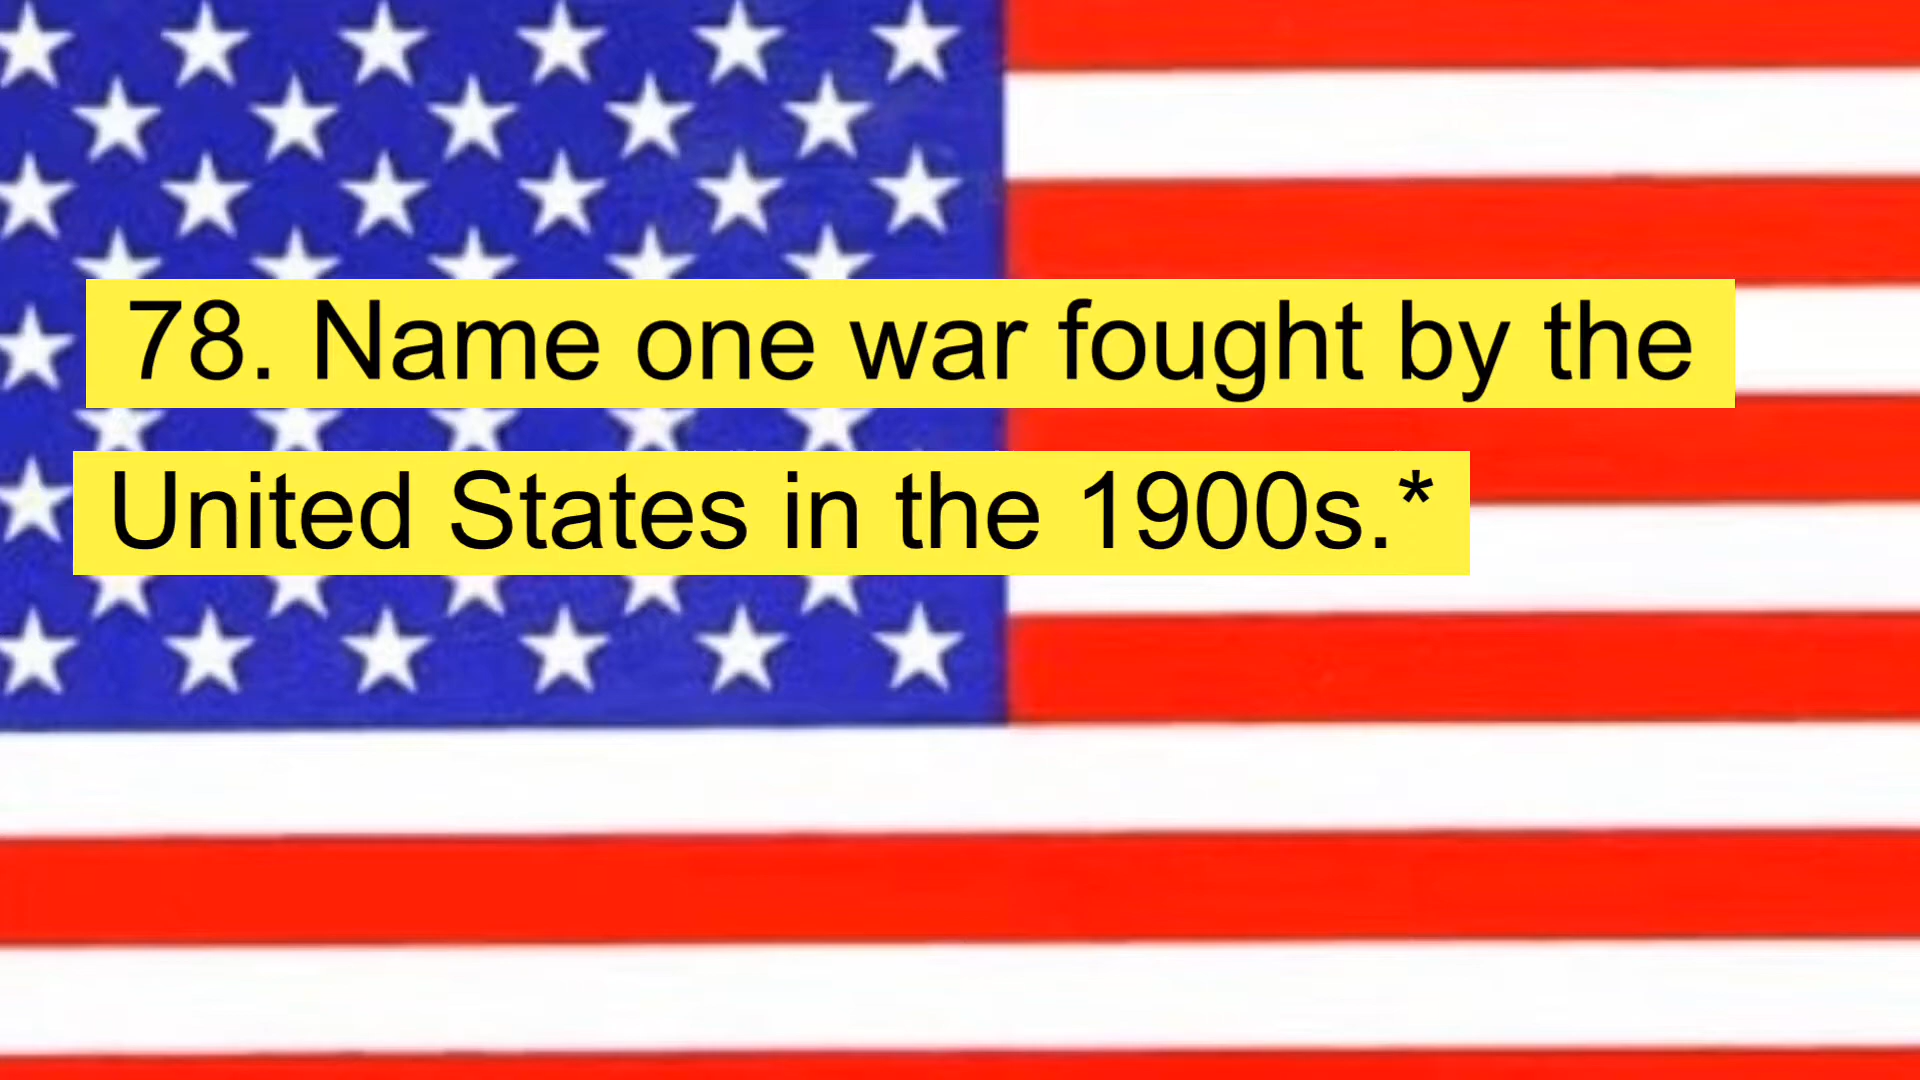 78. Name one war fought by the
United States in the 1900s.*